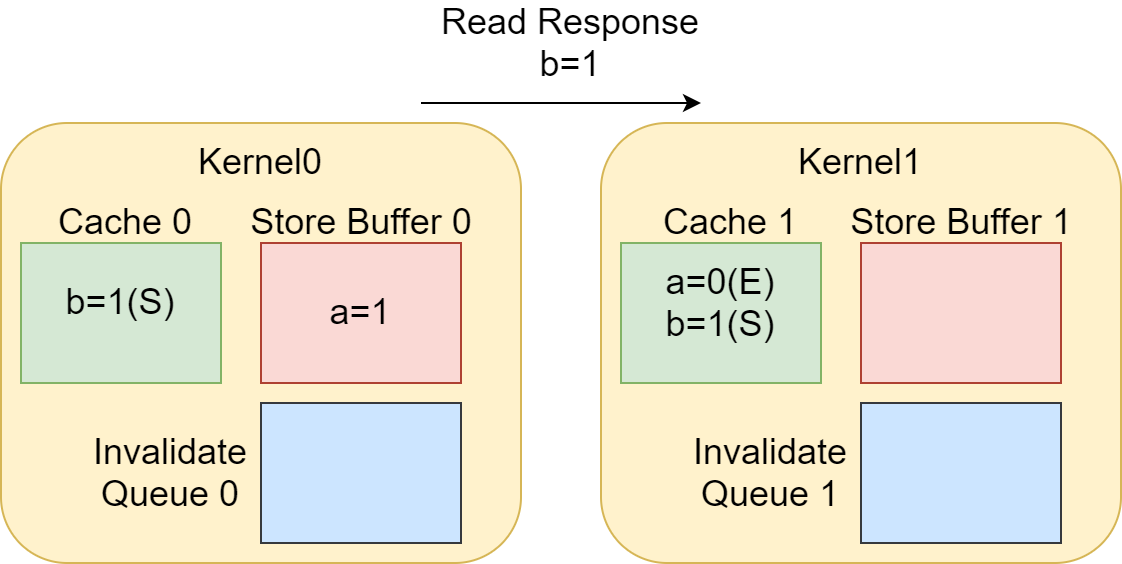 Read Response
b=1
Kernel0
Cache 0
Store Buffer 0
b=1(S)
a=1
Invalidate
Queue 0
Kernel1
Cache 1
Store Buffer 1
a=0(E)
b=1(S)
Invalidate
Queue 1